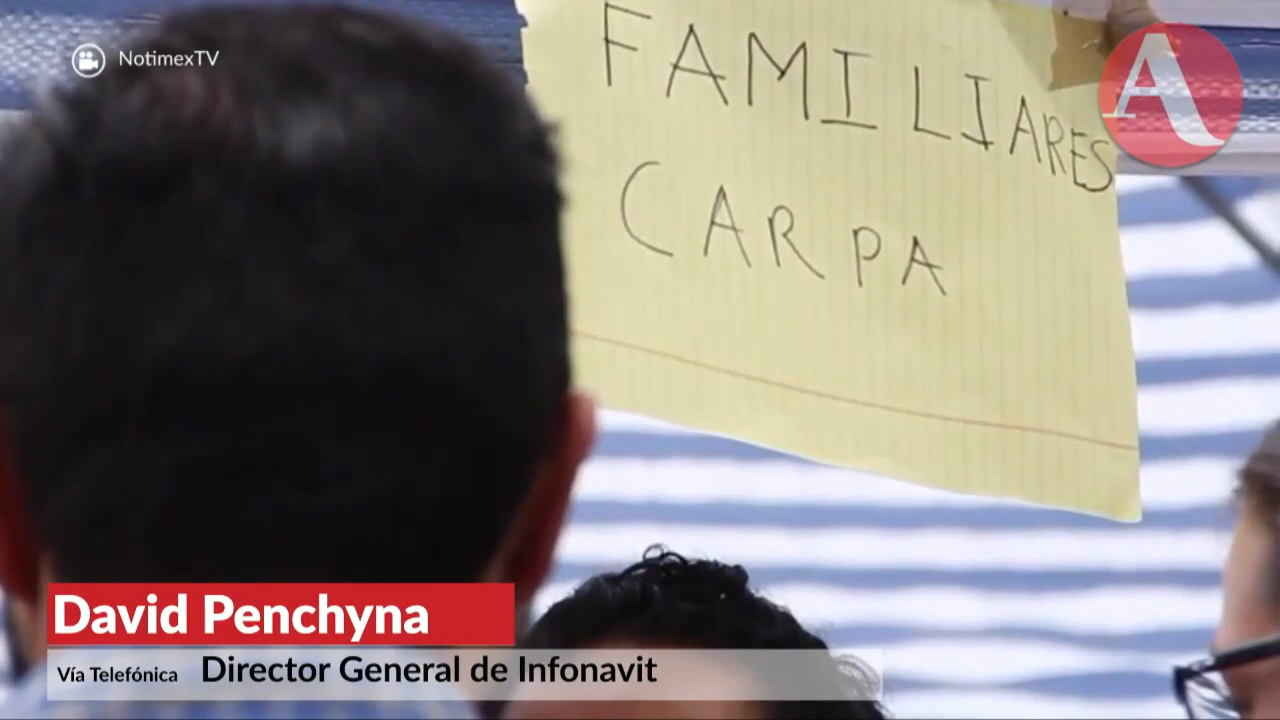 NotimexTV
A
FAMILIARES
CARPA
David Penchyna
Vía Telefónica Director General de Infonavit